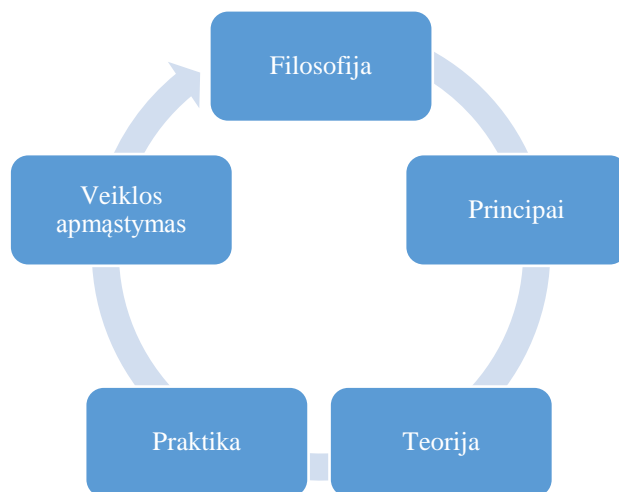 Filosofija
Principai
Teorija
Praktika
Veiklos
apmąstymas